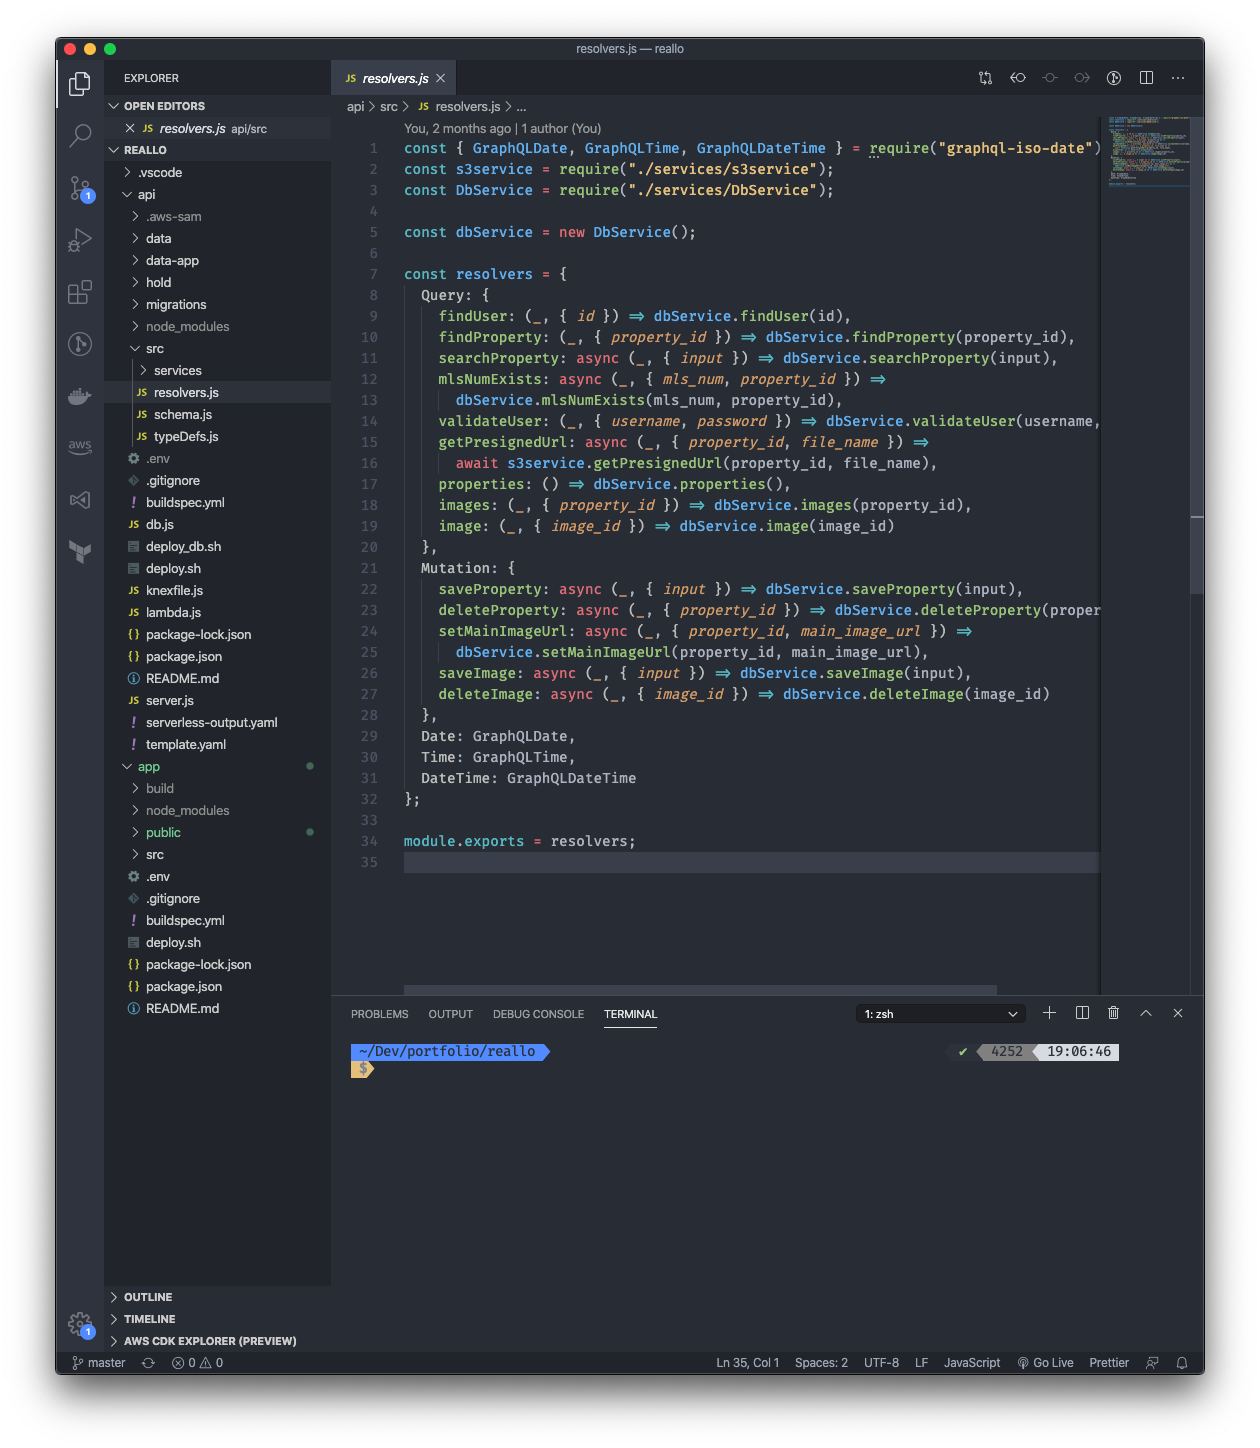 resolvers.js — reallo
EXPLORER
OPEN EDITORS
JS resolvers.js api/src
REALLO
.vscode
api
.aws-sam
data
data-app
hold
migrations
node_modules
src
services
JS resolvers.js
JS schema.js
JS typeDefs.js
.env
.gitignore
! buildspec.yml
JS db.js
deploy_db.sh
deploy.sh
JS knexfile.js
JS lambda.js
{} package-lock.json
{} package.json
README.md
JS server.js
! serverless-output.yaml
! template.yaml
app
build
node_modules
public
src
.env
.gitignore
! buildspec.yml
deploy.sh
{} package-lock.json
{} package.json
README.md
OUTLINE
TIMELINE
AWS CDK EXPLORER (PREVIEW)
1
aws
1
JS resolvers.js
api > src > JS resolvers.js > ...
You, 2 months ago | 1 author (You)
1 const { GraphQLDate, GraphQLTime, GraphQLDateTime } = require("graphql-iso-date")
2 const s3service = require("./services/s3service");
3 const DbService = require("./services/DbService");
4
5 const dbService = new DbService();
6
7 const resolvers = {
8 Query: {
9 findUser: (_, { id }) => dbService.findUser(id),
10 findProperty: (_, { property_id }) => dbService.findProperty(property_id),
11 searchProperty: async (_, { input }) => dbService.searchProperty(input),
12 mlsNumExists: async (_, { mls_num, property_id }) =>
13 dbService.mlsNumExists(mls_num, property_id),
14 validateUser: (_, { username, password }) => dbService.validateUser(username,
15 getPresignedUrl: async (_, { property_id, file_name }) =>
16 await s3service.getPresignedUrl(property_id, file_name),
17 properties: () => dbService.properties(),
18 images: (_, { property_id }) => dbService.images(property_id),
19 image: (_, { image_id }) => dbService.image(image_id)
20 },
21 Mutation: {
22 saveProperty: async (_, { input }) => dbService.saveProperty(input),
23 deleteProperty: async (_, { property_id }) => dbService.deleteProperty(proper
24 setMainImageUrl: async (_, { property_id, main_image_url }) =>
25 dbService.setMainImageUrl(property_id, main_image_url),
26 saveImage: async (_, { input }) => dbService.saveImage(input),
27 deleteImage: async (_, { image_id }) => dbService.deleteImage(image_id)
28 },
29 Date: GraphQLDate,
30 Time: GraphQLTime,
31 DateTime: GraphQLDateTime
32 };
33
34 module.exports = resolvers;
35
PROBLEMS OUTPUT DEBUG CONSOLE TERMINAL 1: zsh
~/Dev/portfolio/reallo ✔ 4252 19:06:46
$
master 0 0 Ln 35, Col 1 Spaces: 2 UTF-8 LF JavaScript Go Live Prettier